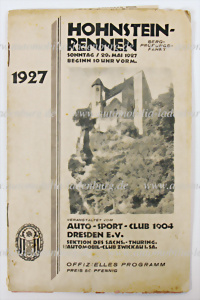 HOHNSTEIN-
RENNEN
BERG-
PRÜFUNGS-
FAHRT
SONNTAG / 29. MAI 1927
BEGINN 10 UHR VORM.
1927
VERANSTALTET VOM
AUTO-SPORT-CLUB 1904
DRESDEN E.V.
SEKTION DES SÄCHS.-THÜRING.
AUTOMOBIL-CLUB ZWICKAU I. SA.
OFFIZIELLES PROGRAMM
PREIS 50 PFENNIG